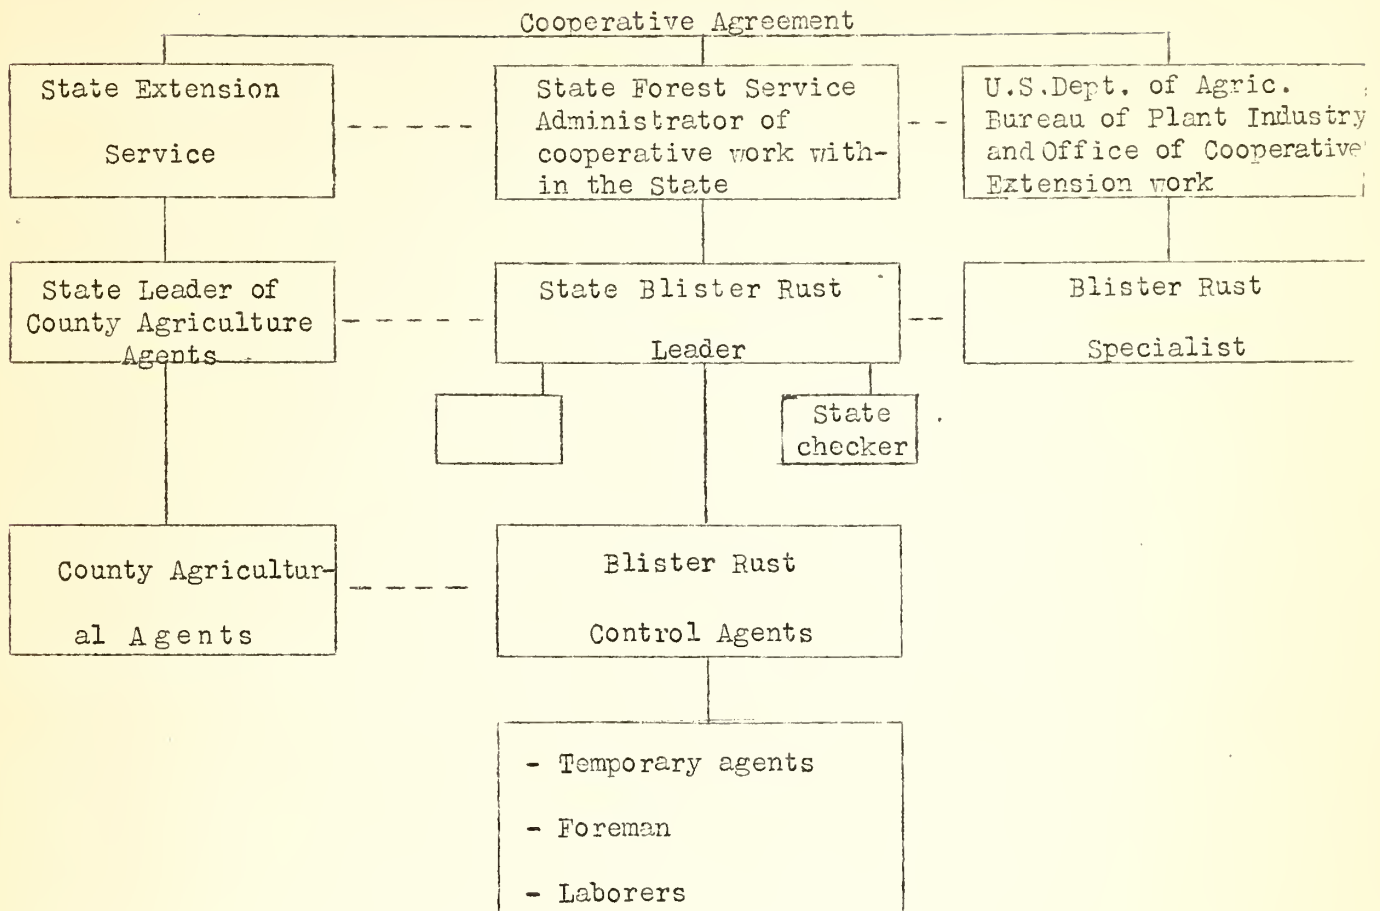 Cooperative Agreement
State Extension
Service
State Forest Service
Administrator of
cooperative work with-
in the State
U.S.Dept. of Agric.
Bureau of Plant Industry
and Office of Cooperative
Extension work
State Leader of
County Agriculture
Agents
State Blister Rust
Leader
Blister Rust
Specialist
State
checker
County Agricultur-
al Agents
Blister Rust
Control Agents
- Temporary agents
- Foreman
- Laborers